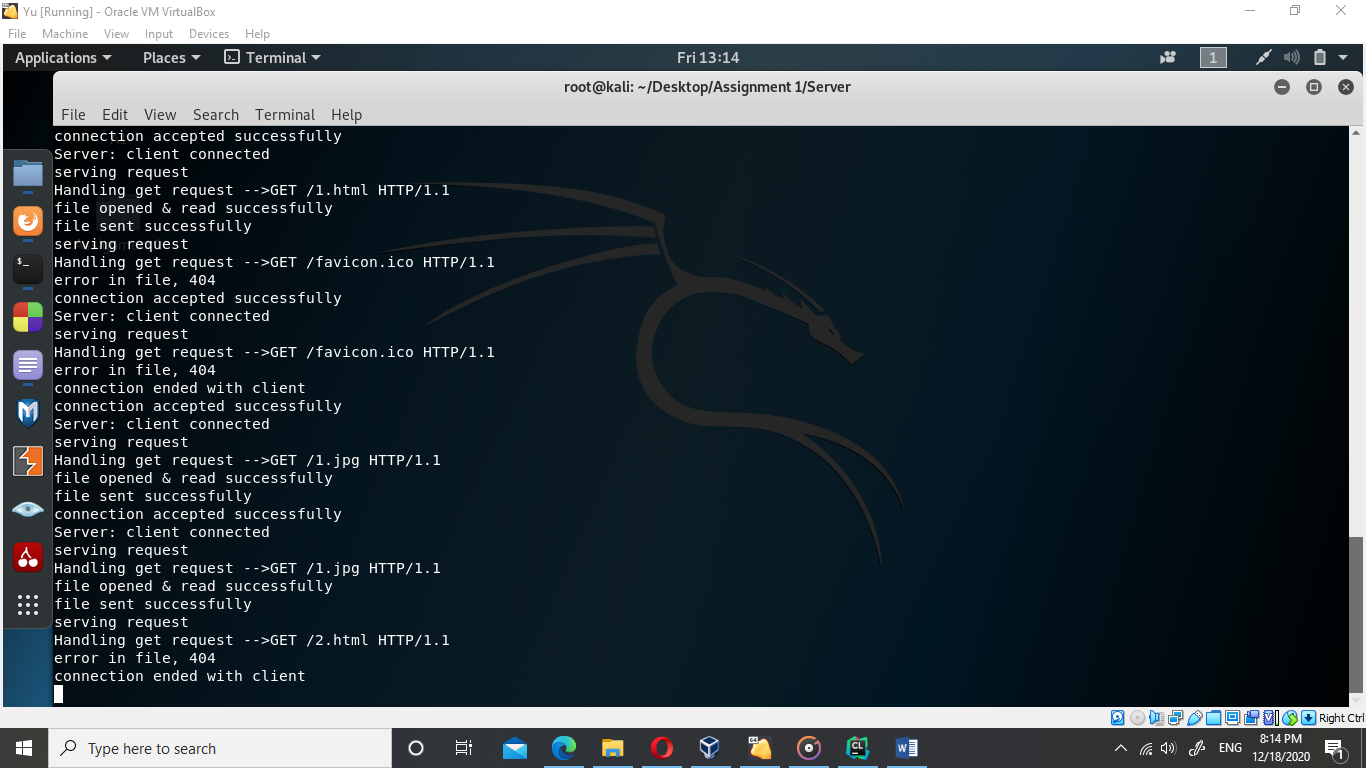 Yu [Running] - Oracle VM VirtualBox
File Machine View Input Devices Help
Applications Places Terminal Fri 13:14 1
root@kali: ~/Desktop/Assignment 1/Server
File Edit View Search Terminal Help
connection accepted successfully
Server: client connected
serving request
Handling get request -->GET /1.html HTTP/1.1
file opened & read successfully
file sent successfully
serving request
Handling get request -->GET /favicon.ico HTTP/1.1
error in file, 404
connection accepted successfully
Server: client connected
serving request
Handling get request -->GET /favicon.ico HTTP/1.1
error in file, 404
connection ended with client
connection accepted successfully
Server: client connected
serving request
Handling get request -->GET /1.jpg HTTP/1.1
file opened & read successfully
file sent successfully
connection accepted successfully
Server: client connected
serving request
Handling get request -->GET /1.jpg HTTP/1.1
file opened & read successfully
file sent successfully
serving request
Handling get request -->GET /2.html HTTP/1.1
error in file, 404
connection ended with client
Right Ctrl
Type here to search
ENG
8:14 PM
12/18/2020
1